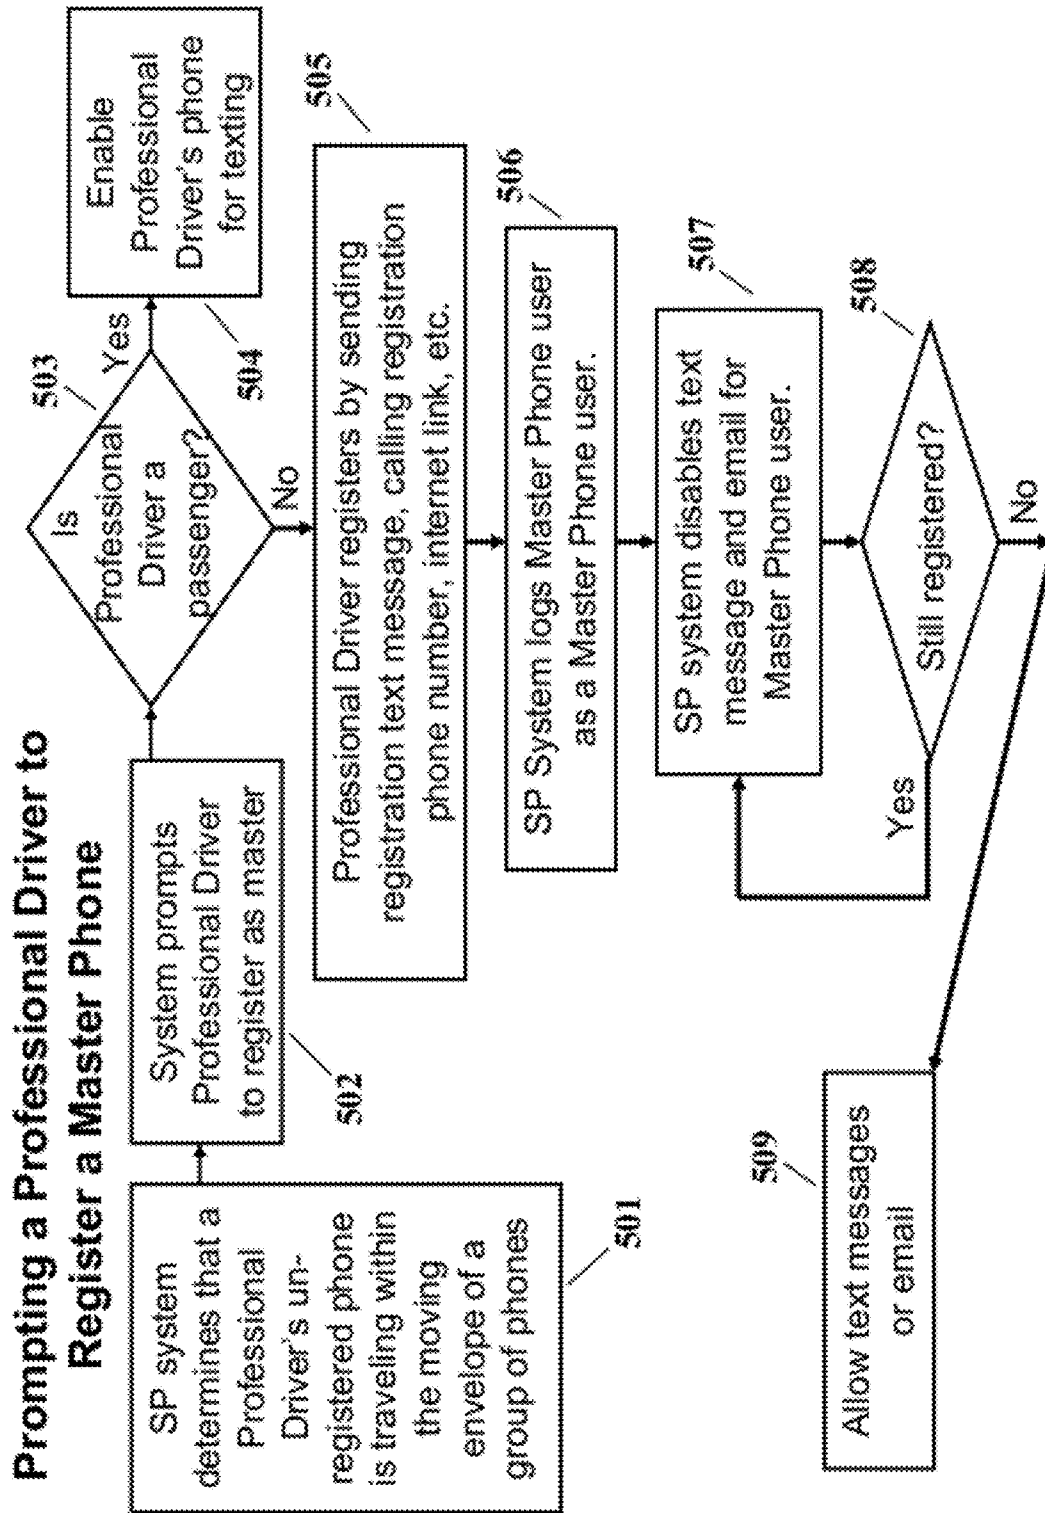 Prompting a Professional Driver to
Register a Master Phone
SP system
determines that a
Professional
Driver's un-
registered phone
is traveling within
the moving
envelope of a
group of phones
501
System prompts
Professional Driver
to register as master
502
Is
Professional
Driver a
passenger?
503
Yes
Enable
Professional
Driver's phone
for texting
504
No
Professional Driver registers by sending
registration text message, calling registration
phone number, internet link, etc.
505
SP System logs Master Phone user
as a Master Phone user.
506
SP system disables text
message and email for
Master Phone user.
507
Still registered?
508
Yes
No
Allow text messages
or email
509